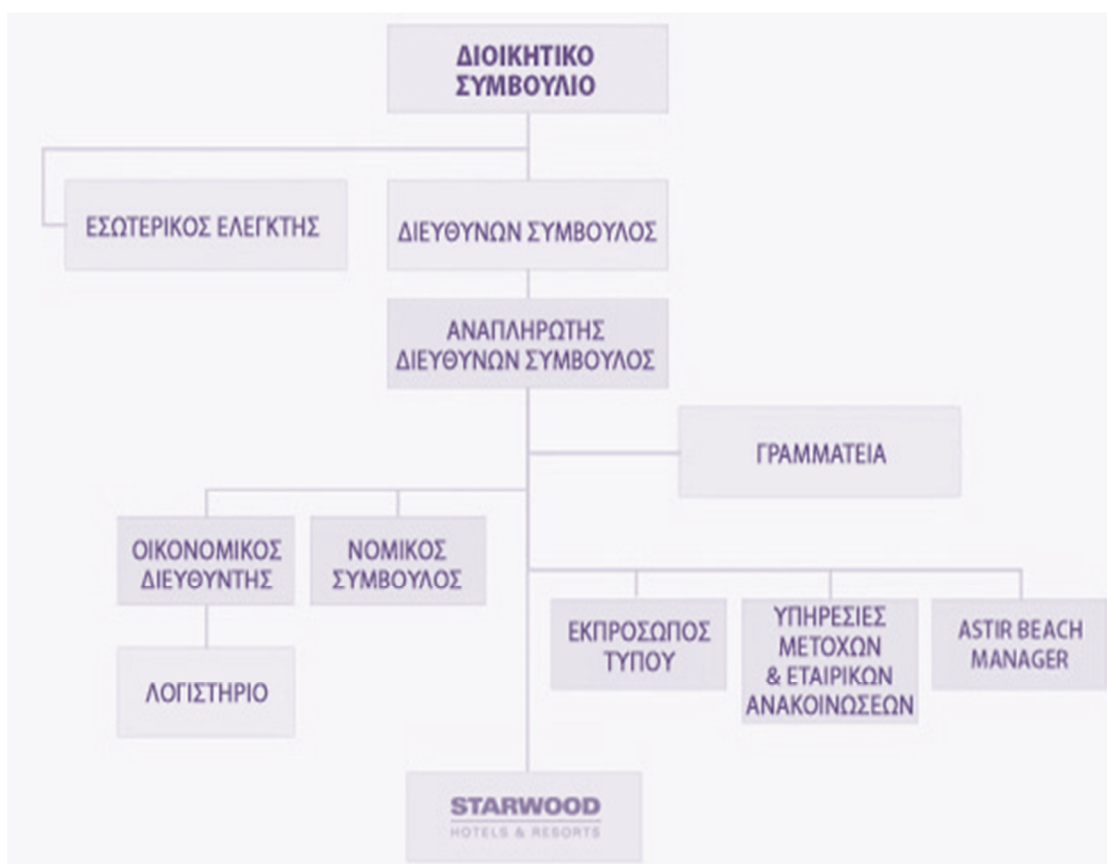 ΔΙΟΙΚΗΤΙΚΟ
ΣΥΜΒΟΥΛΙΟ
ΕΣΩΤΕΡΙΚΟΣ ΕΛΕΓΚΤΗΣ
ΔΙΕΥΘΥΝΩΝ ΣΥΜΒΟΥΛΟΣ
ΑΝΑΠΛΗΡΩΤΗΣ
ΔΙΕΥΘΥΝΩΝ ΣΥΜΒΟΥΛΟΣ
ΓΡΑΜΜΑΤΕΙΑ
ΟΙΚΟΝΟΜΙΚΟΣ
ΔΙΕΥΘΥΝΤΗΣ
ΝΟΜΙΚΟΣ
ΣΥΜΒΟΥΛΟΣ
ΕΚΠΡΟΣΩΠΟΣ
ΤΥΠΟΥ
ΥΠΗΡΕΣΙΕΣ
ΜΕΤΟΧΩΝ
& ΕΤΑΙΡΙΚΩΝ
ΑΝΑΚΟΙΝΩΣΕΩΝ
ASTIR BEACH
MANAGER
ΛΟΓΙΣΤΗΡΙΟ
STARWOOD
HOTELS & RESORTS